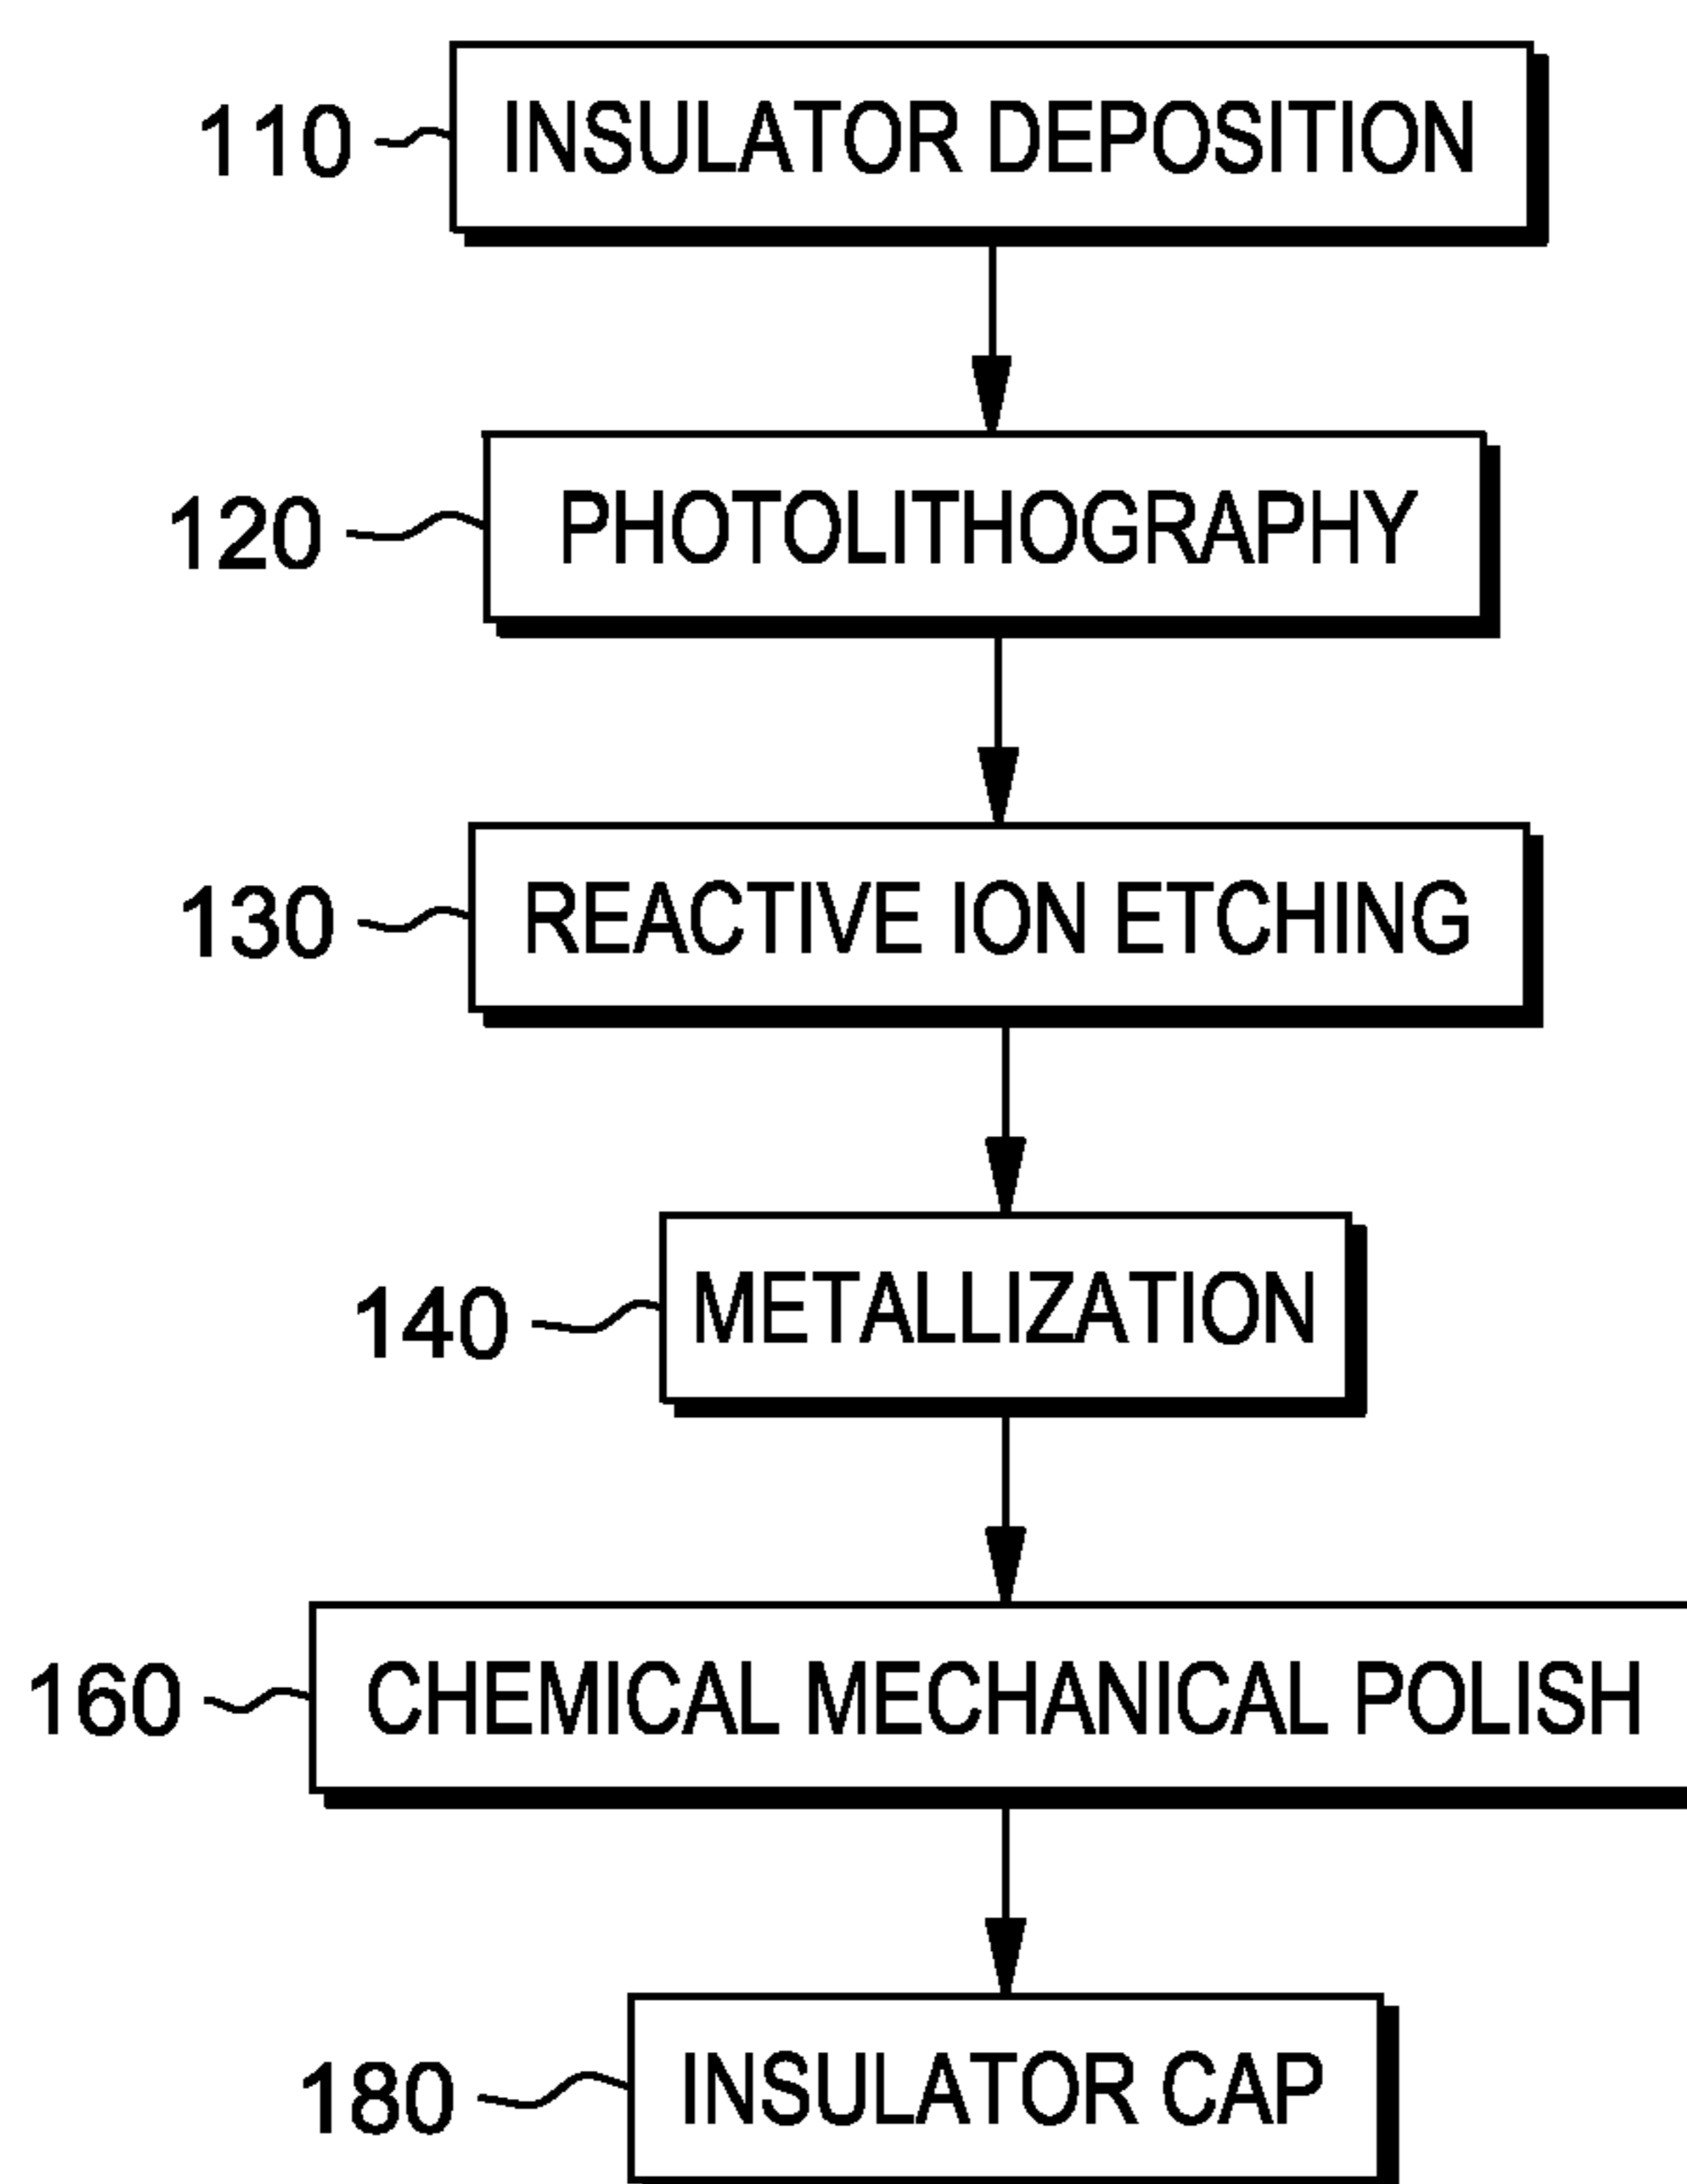 110 INSULATOR DEPOSITION
120 PHOTOLITHOGRAPHY
130 REACTIVE ION ETCHING
140 METALLIZATION
160 CHEMICAL MECHANICAL POLISH
180 INSULATOR CAP